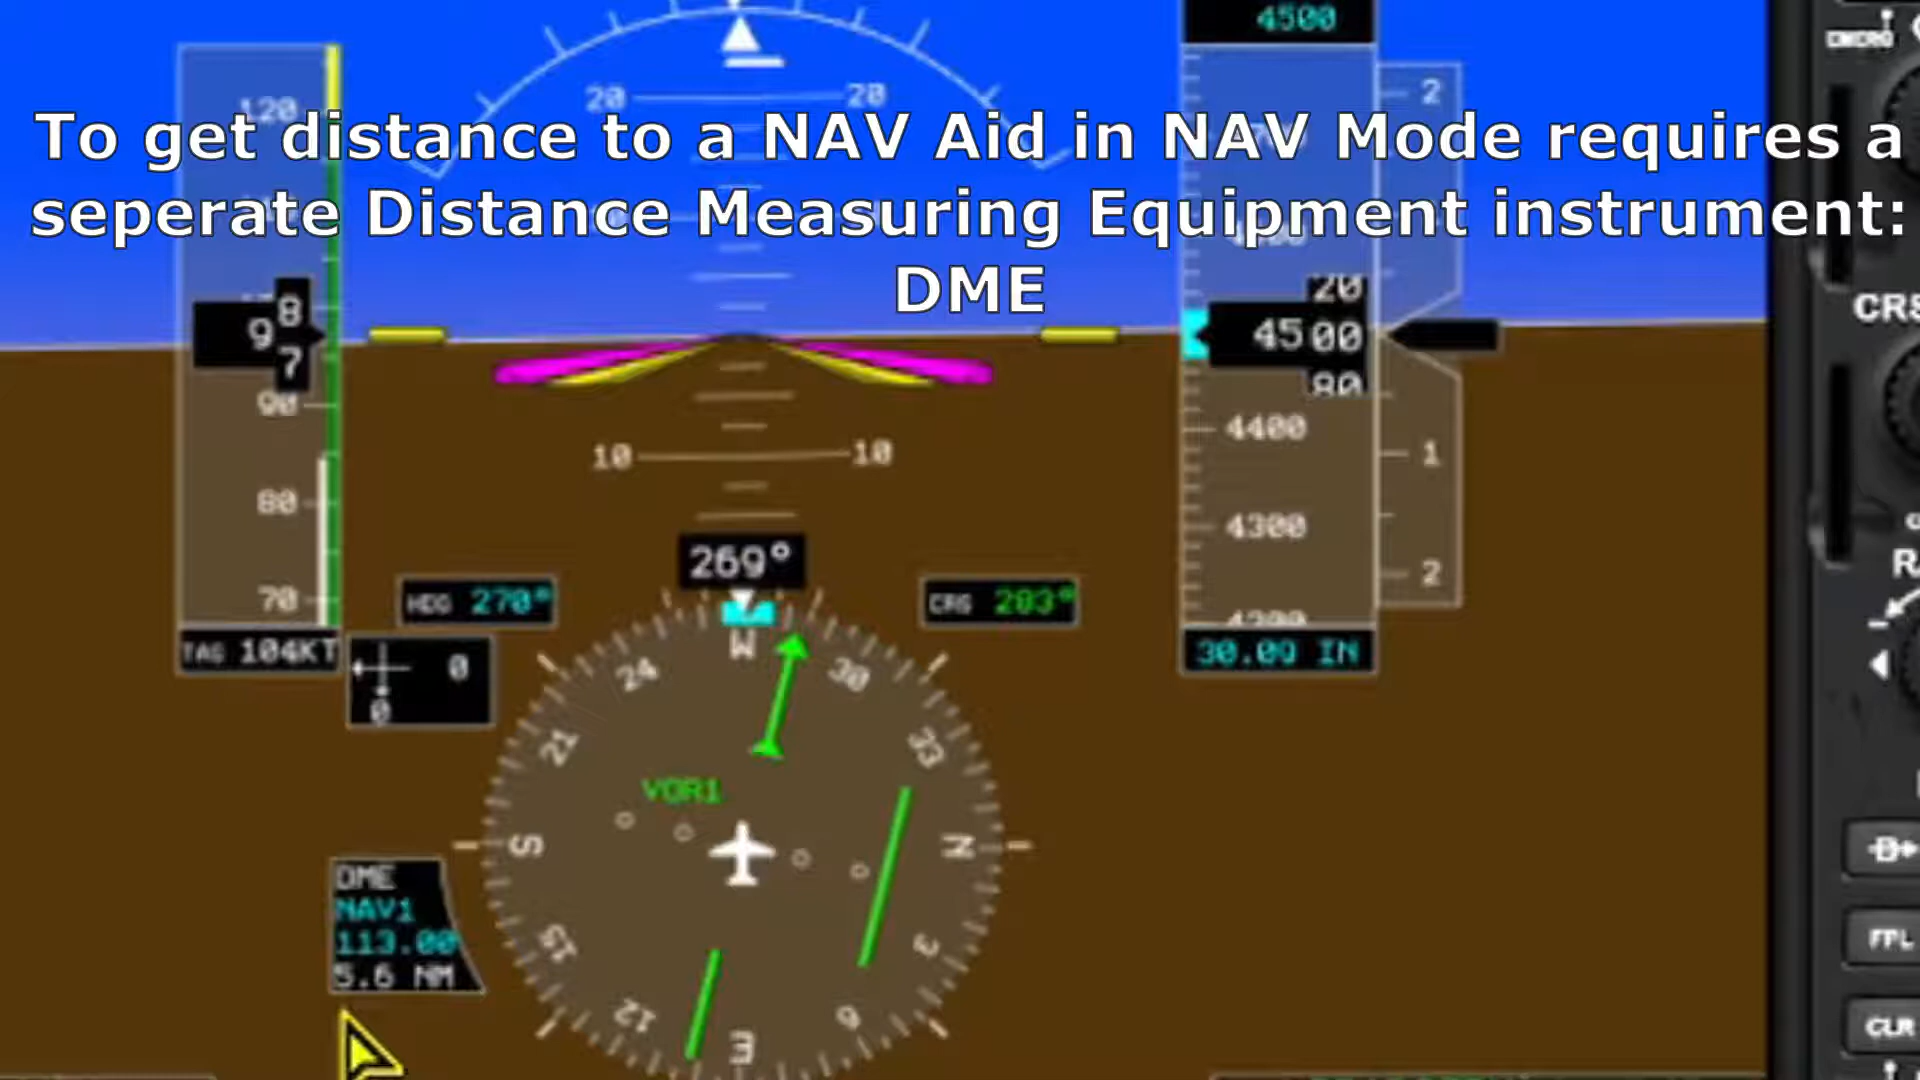 4500
2
20 20
120
To get distance to a NAV Aid in NAV Mode requires a
seperate Distance Measuring Equipment instrument:
DME
8
9
7
20
4500
80
CRS
90
10 10
4400
1
80
4300
2
269°
HDG 270°
CRS 283°
70
TAS 104KT
0
0
30.09 IN
W
24 30
21 33
VOR1
S N
DME
NAV1
113.00
5.6 NM
15 3
12 6
E
D
FPL
CLR